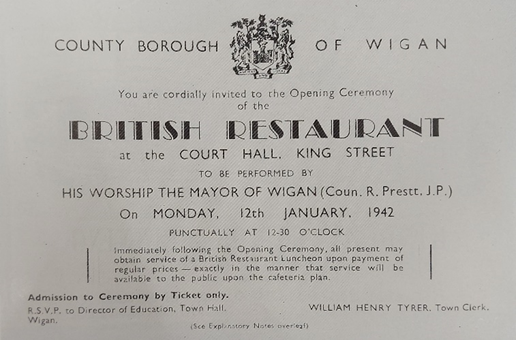 COUNTY BOROUGH OF WIGAN
You are cordially invited to the Opening Ceremony
of the
BRITISH RESTAURANT
at the COURT HALL, KING STREET
TO BE PERFORMED BY
HIS WORSHIP THE MAYOR OF WIGAN (Coun. R. Prestt, J.P.)
On MONDAY, 12th JANUARY, 1942
PUNCTUALLY AT 12-30 O'CLOCK
Immediately following the Opening Ceremony, all present may
obtain service of a British Restaurant Luncheon upon payment of
regular prices — exactly in the manner that service will be
available to the public upon the cafeteria plan.
Admission to Ceremony by Ticket only.
R.S.V.P. to Director of Education, Town Hall,
Wigan.
WILLIAM HENRY TYRER, Town Clerk.
(See Explanatory Notes overleaf)